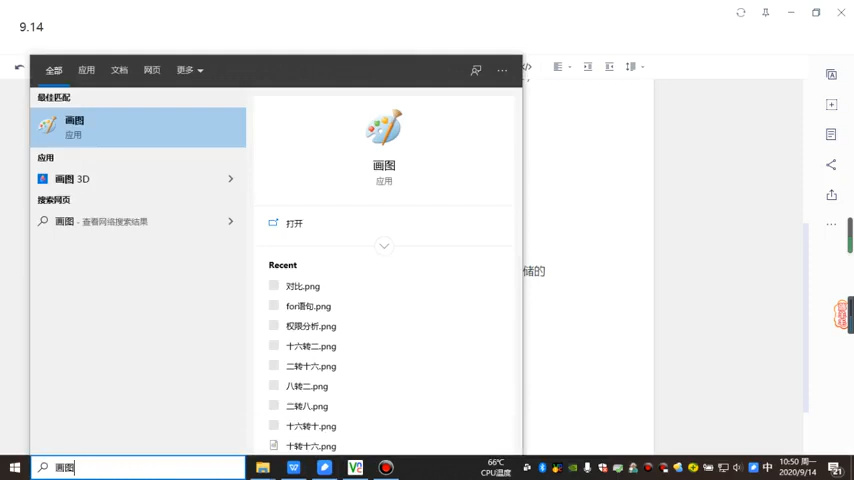 9.14
全部 应用 文档 网页 更多
最佳匹配
画图
应用
应用
画图 3D
搜索网页
画图 - 查看网络搜索结果
画图
应用
打开
Recent
对比.png
for语句.png
权限分析.png
十六转二.png
二转十六.png
八转二.png
二转八.png
十六转十.png
十转十六.png
储的
画图
66℃
CPU温度
中
10:50 周一
2020/9/14
21